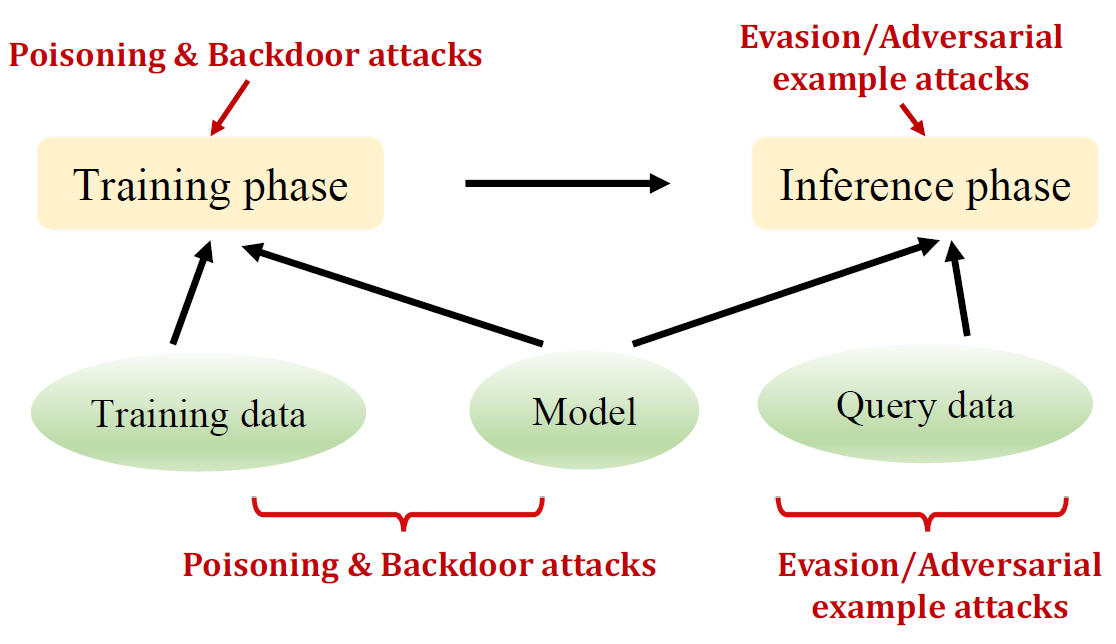 Poisoning & Backdoor attacks
Evasion/Adversarial
example attacks
Training phase
Inference phase
Training data
Model
Query data
Poisoning & Backdoor attacks
Evasion/Adversarial
example attacks